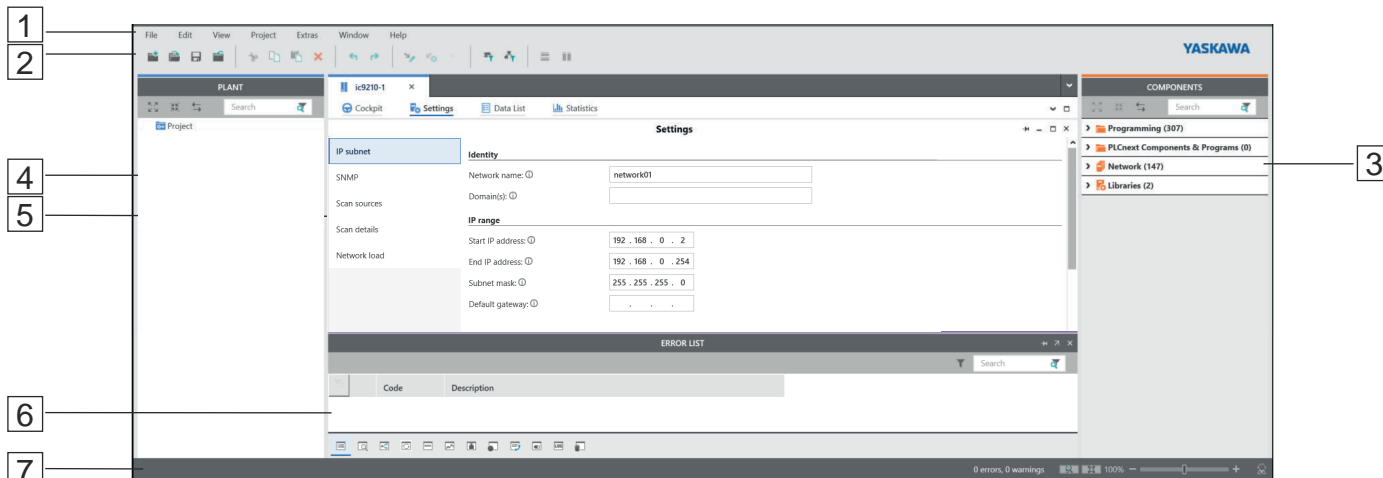 1
File Edit View Project Extras Window Help
2
YASKAWA
PLANT
ic9210-1 ×
COMPONENTS
Search
Cockpit Settings Data List Statistics
Search
Project
Settings
Programming (307)
IP subnet
Identity
PLCnext Components & Programs (0)
3
4
SNMP
Network name:
network01
Network (147)
Scan sources
Domain(s):
Libraries (2)
5
Scan details
IP range
Start IP address:
192 . 168 . 0 . 2
Network load
End IP address:
192 . 168 . 0 . 254
Subnet mask:
255 . 255 . 255 . 0
Default gateway:
. . .
ERROR LIST
Search
Code Description
6
7
0 errors, 0 warnings 100% − +